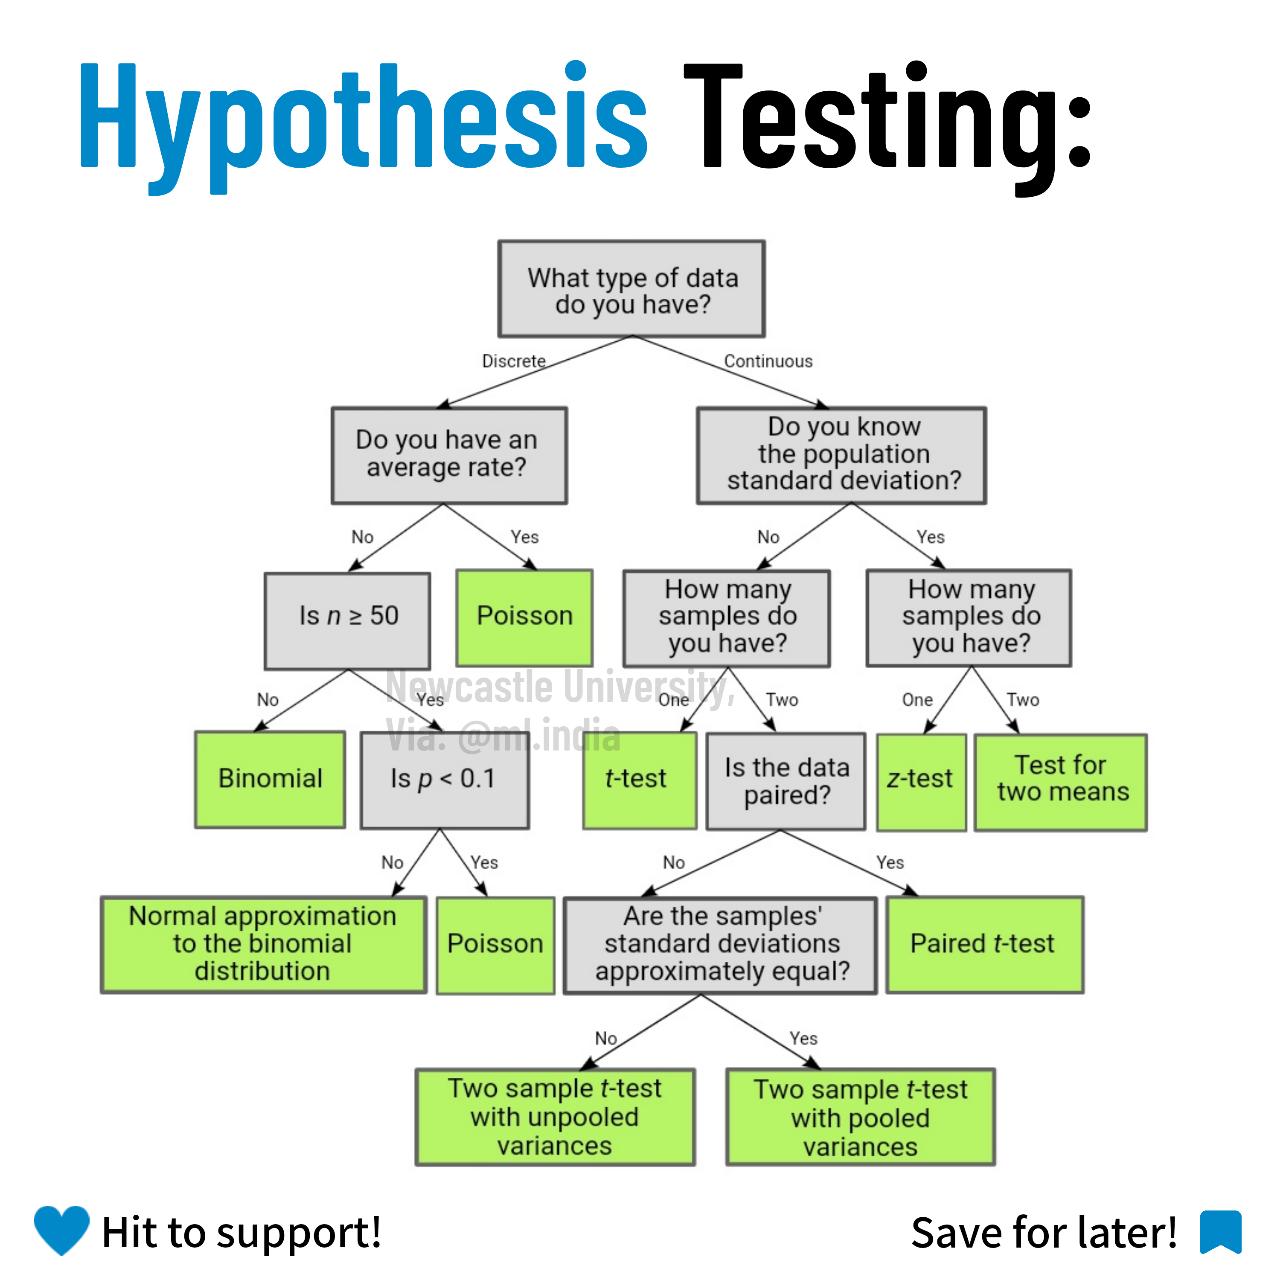 Hypothesis Testing:
What type of data
do you have?
Discrete
Continuous
Do you have an
average rate?
Do you know
the population
standard deviation?
No
Yes
No
Yes
Is n ≥ 50
Poisson
How many
samples do
you have?
How many
samples do
you have?
Newcastle University,
Via: @ml.india
No
Yes
One
Two
One
Two
Binomial
Is p < 0.1
t-test
Is the data
paired?
z-test
Test for
two means
No
Yes
No
Yes
Normal approximation
to the binomial
distribution
Poisson
Are the samples'
standard deviations
approximately equal?
Paired t-test
No
Yes
Two sample t-test
with unpooled
variances
Two sample t-test
with pooled
variances
Hit to support!
Save for later!